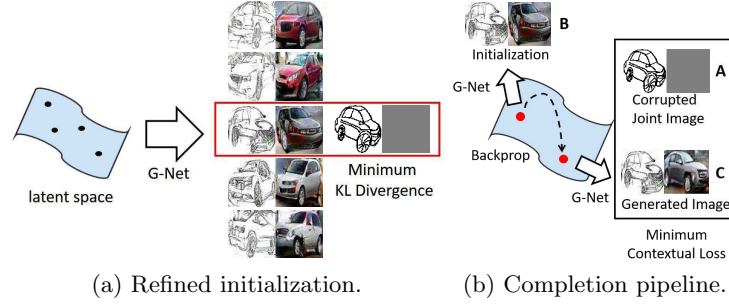 latent space
G-Net
Minimum
KL Divergence
(a) Refined initialization.
B
Initialization
G-Net
Backprop
G-Net
A
Corrupted
Joint Image
C
Generated Image
Minimum
Contextual Loss
(b) Completion pipeline.